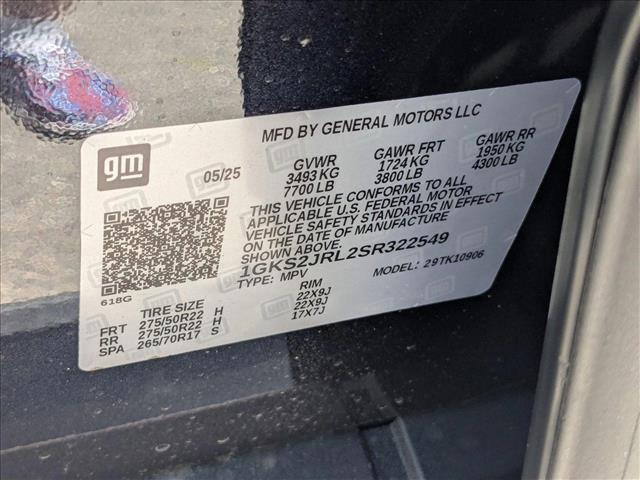 MFD BY GENERAL MOTORS LLC
gm
05/25
GVWR GAWR FRT GAWR RR
3493 KG 1724 KG 1950 KG
7700 LB 3800 LB 4300 LB
THIS VEHICLE CONFORMS TO ALL
APPLICABLE U.S. FEDERAL MOTOR
VEHICLE SAFETY STANDARDS IN EFFECT
ON THE DATE OF MANUFACTURE
SHOWN ABOVE.
1GKS2JRL2SR322549
TYPE: MPV MODEL: 29TK10906
618G
TIRE SIZE RIM
FRT 275/50R22 H 22X9J
RR 275/50R22 H 22X9J
SPA 265/70R17 S 17X7J